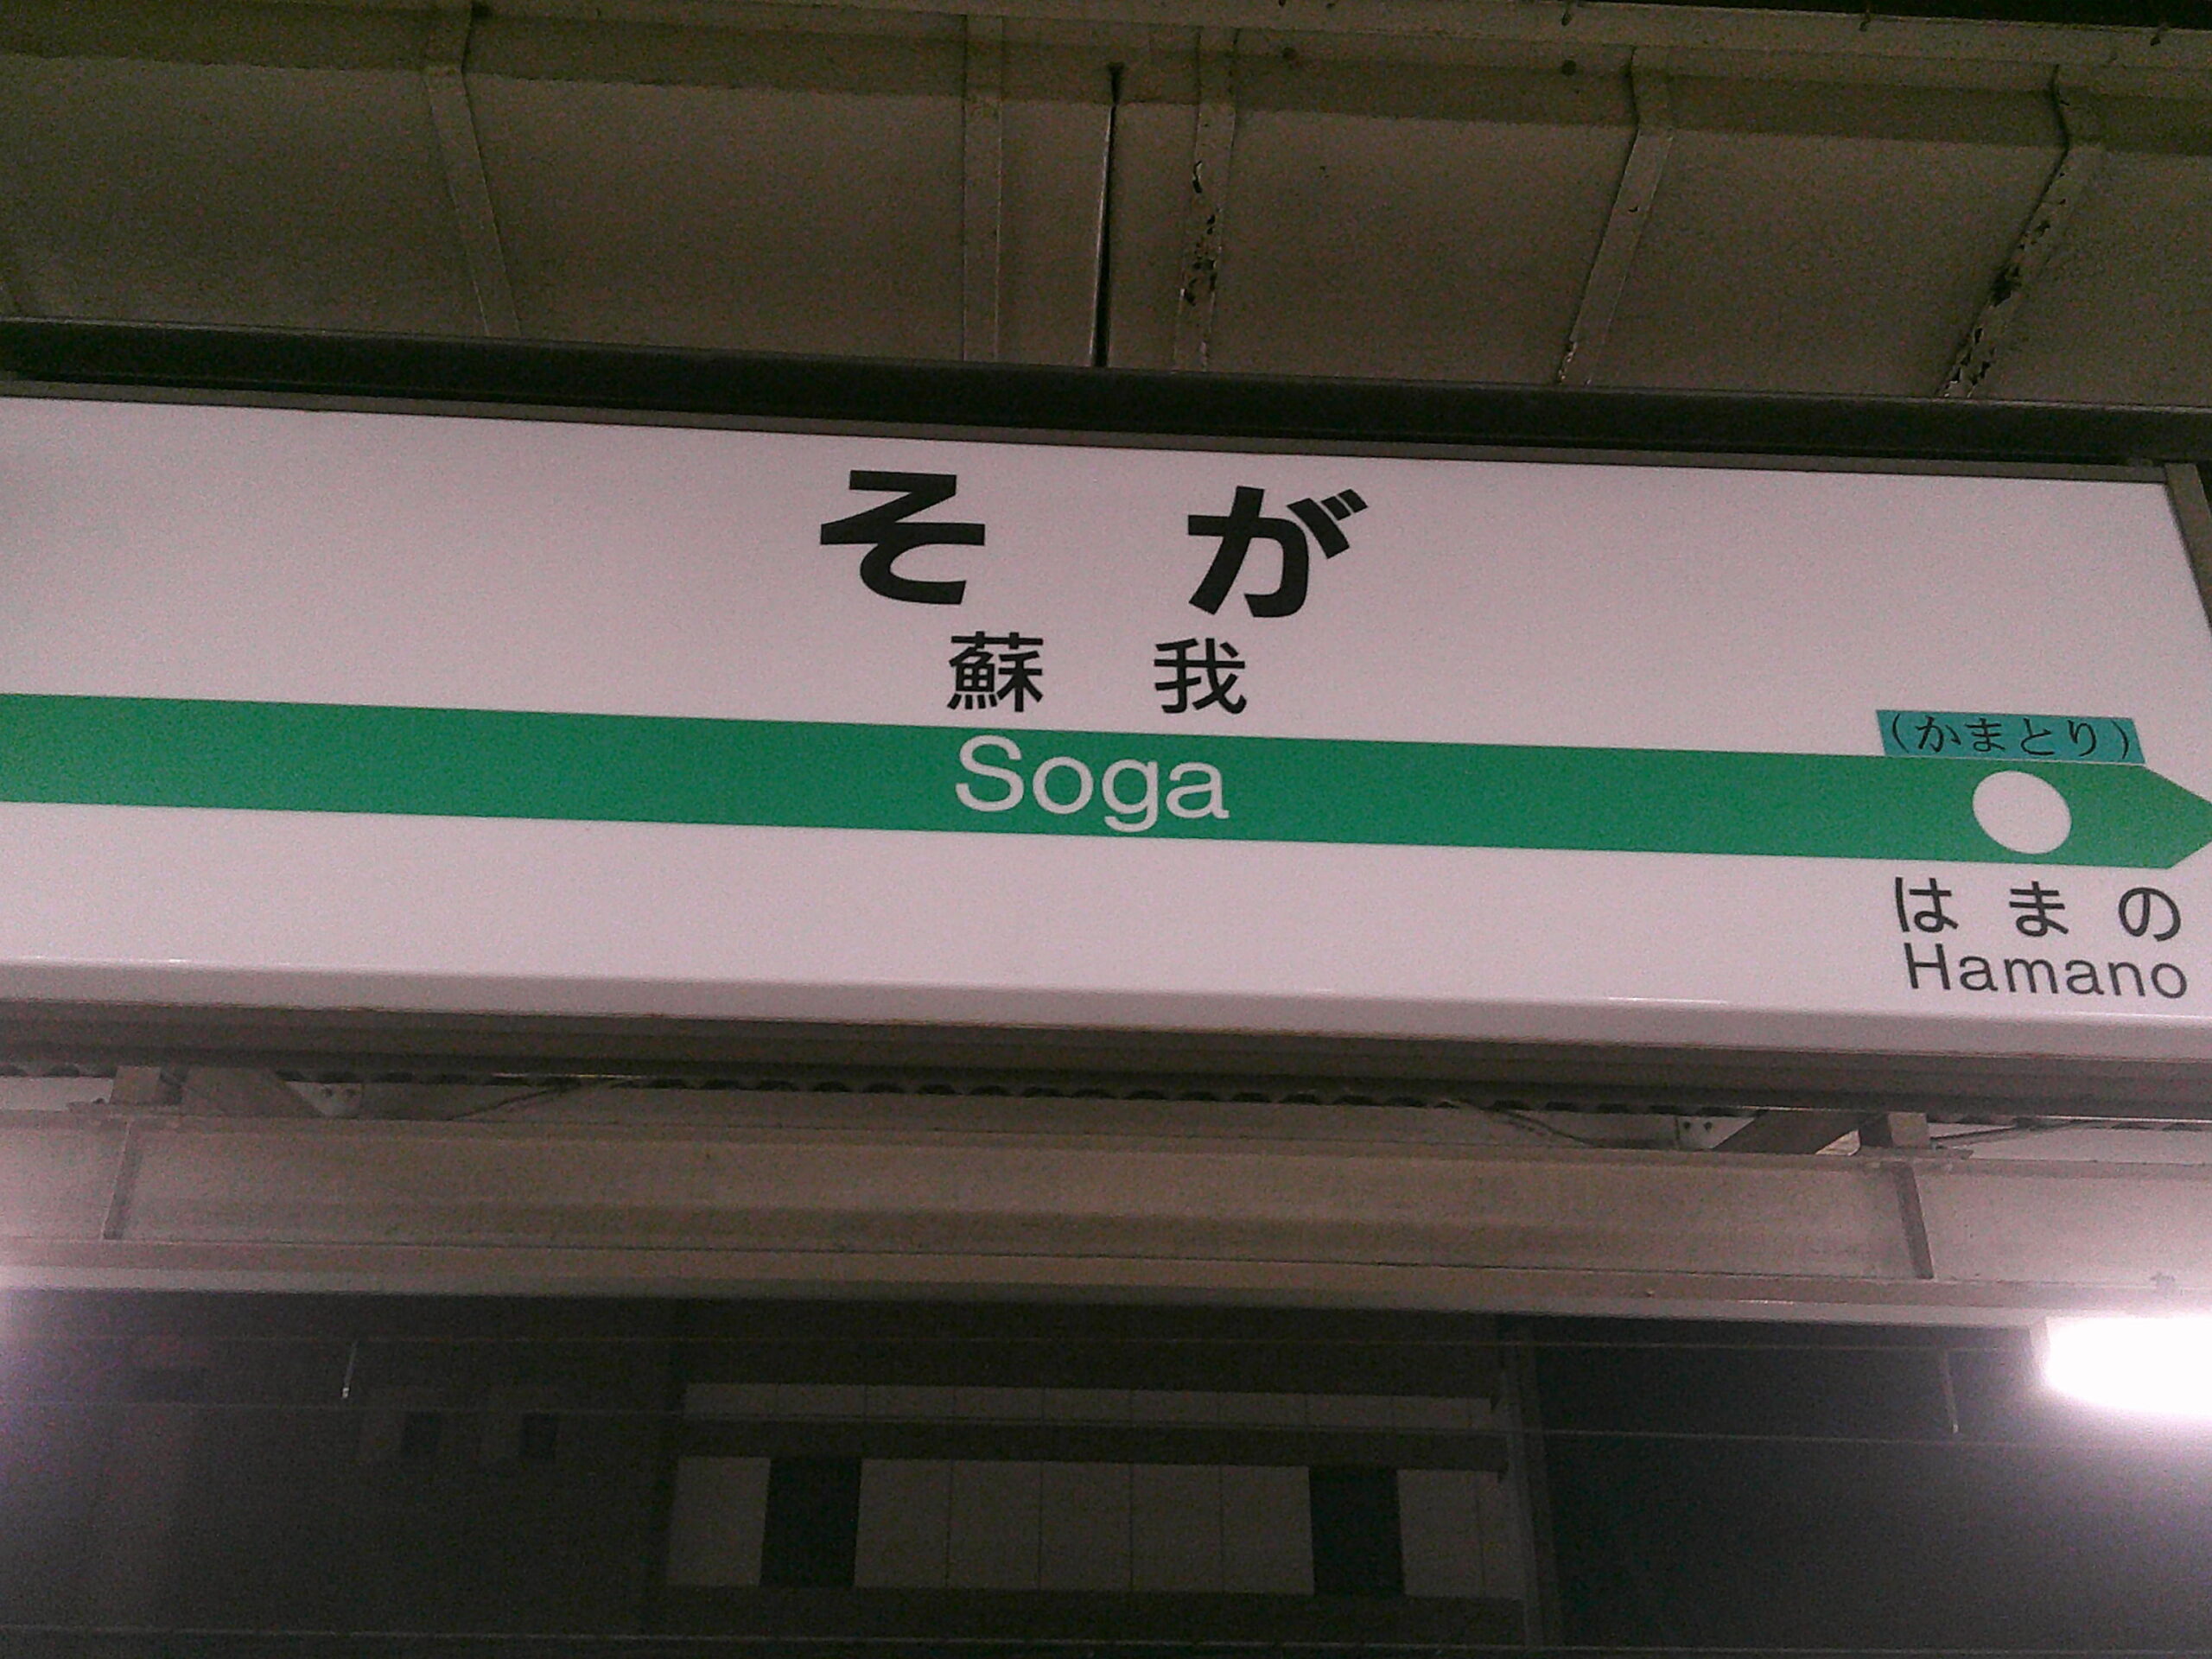 そが
蘇我
Soga
(かまとり)
はまの
Hamano